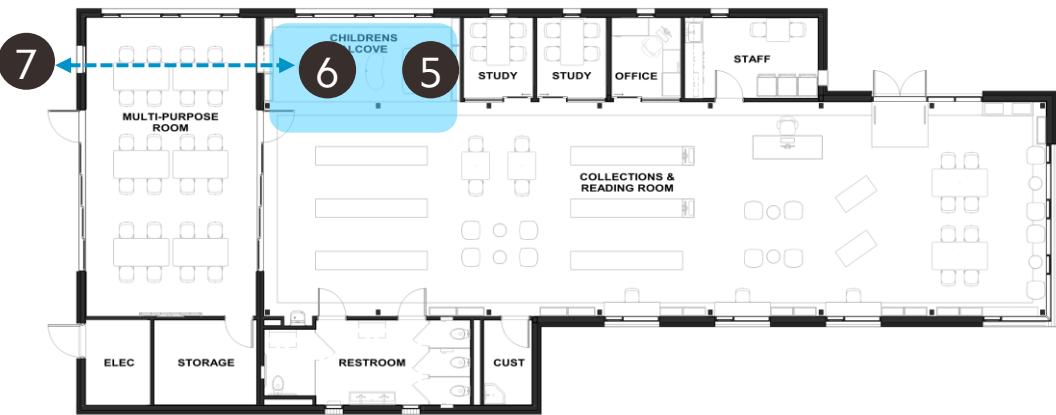 CHILDRENS
ALCOVE
7
6
5
STUDY
STUDY
OFFICE
STAFF
MULTI-PURPOSE
ROOM
COLLECTIONS &
READING ROOM
ELEC
STORAGE
RESTROOM
CUST